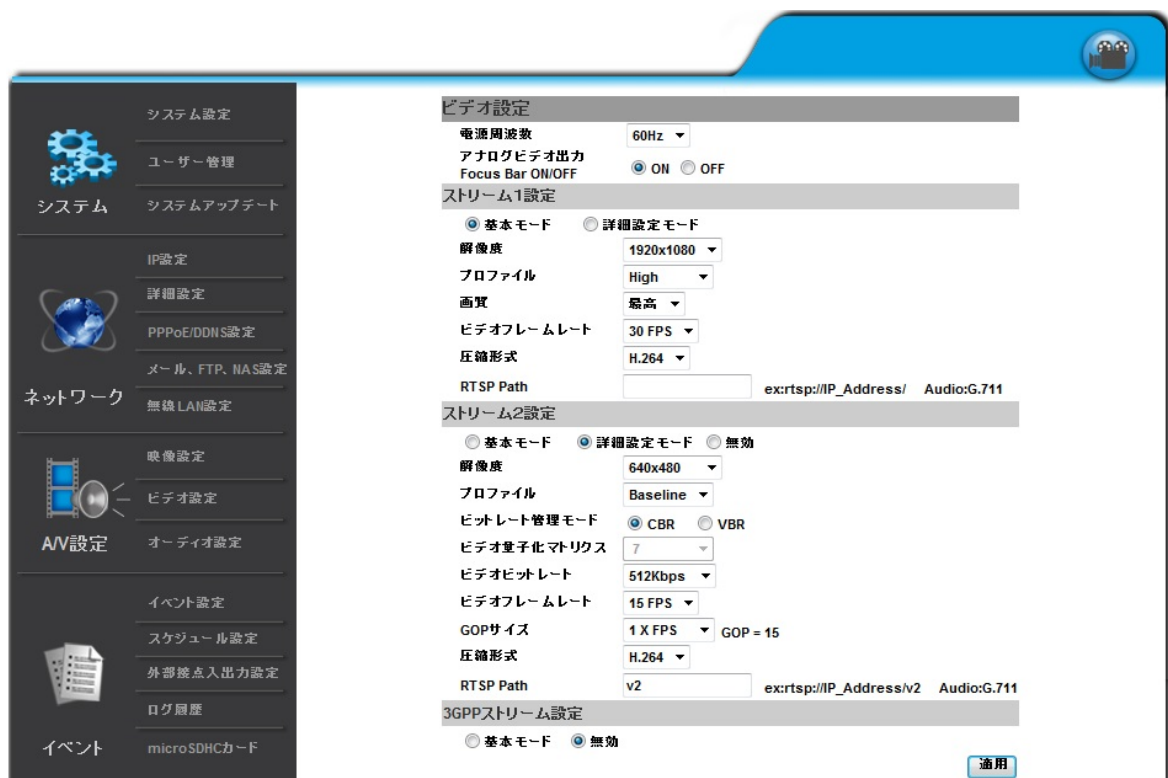 システム設定
ユーザー管理
システム
システムアップデート
IP設定
詳細設定
PPPoE/DDNS設定
メール、FTP、NAS設定
ネットワーク
無線LAN設定
映像設定
ビデオ設定
A/V設定
オーディオ設定
イベント設定
スケジュール設定
外部接点入出力設定
ログ履歴
イベント
microSDHCカード
ビデオ設定
電源周波数 60Hz
アナログビデオ出力
Focus Bar ON/OFF ON OFF
ストリーム1設定
基本モード 詳細設定モード
解像度 1920x1080
プロファイル High
画質 最高
ビデオフレームレート 30 FPS
圧縮形式 H.264
RTSP Path ex:rtsp://IP_Address/ Audio:G.711
ストリーム2設定
基本モード 詳細設定モード 無効
解像度 640x480
プロファイル Baseline
ビットレート管理モード CBR VBR
ビデオ量子化マトリクス 7
ビデオビットレート 512Kbps
ビデオフレームレート 15 FPS
GOPサイズ 1 X FPS GOP = 15
圧縮形式 H.264
RTSP Path v2 ex:rtsp://IP_Address/v2 Audio:G.711
3GPPストリーム設定
基本モード 無効
適用